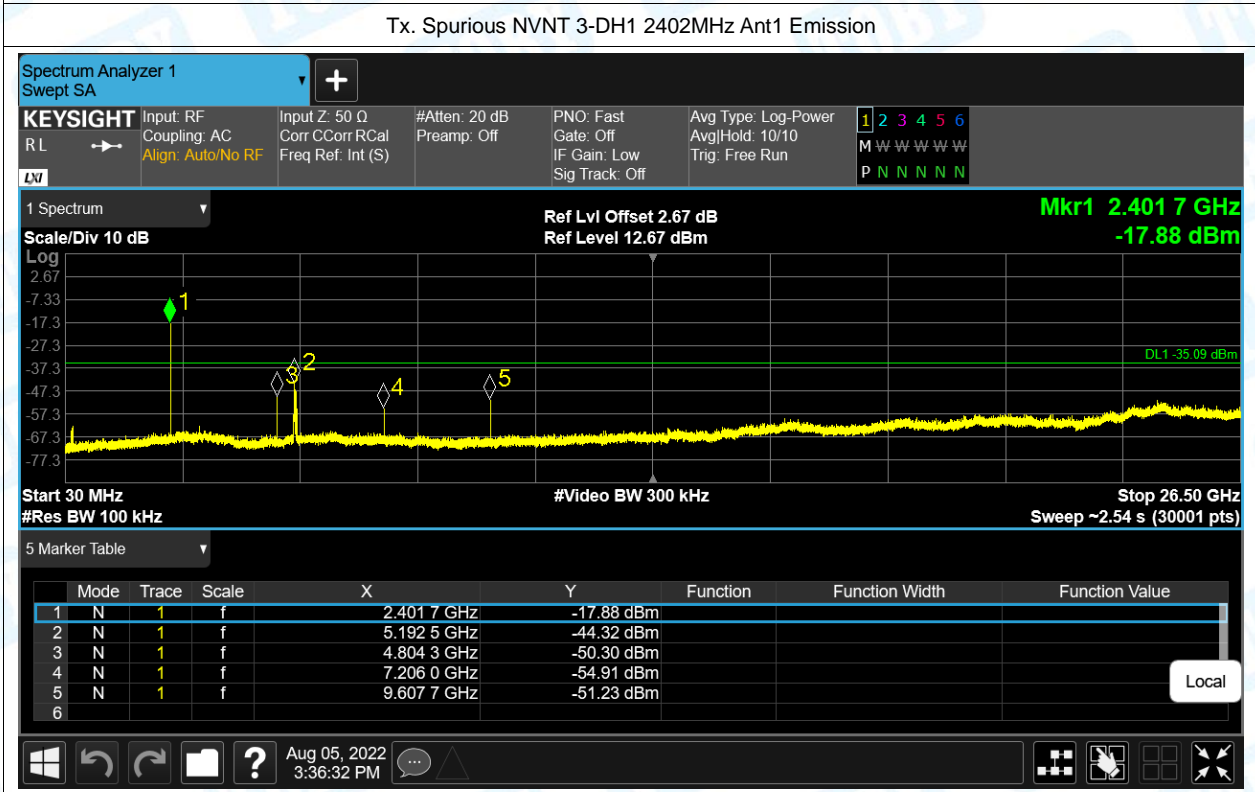 Tx. Spurious NVNT 3-DH1 2402MHz Ant1 Emission
Spectrum Analyzer 1
Swept SA
+
KEYSIGHT
RL
LXI
Input: RF
Coupling: AC
Align: Auto/No RF
Input Z: 50 Ω
Corr CCorr RCal
Freq Ref: Int (S)
#Atten: 20 dB
Preamp: Off
PNO: Fast
Gate: Off
IF Gain: Low
Sig Track: Off
Avg Type: Log-Power
Avg|Hold: 10/10
Trig: Free Run
1 2 3 4 5 6
M W W W W W
P N N N N N
1 Spectrum
Scale/Div 10 dB
Ref Lvl Offset 2.67 dB
Ref Level 12.67 dBm
Mkr1 2.401 7 GHz
-17.88 dBm
Log
2.67
-7.33
-17.3
-27.3
-37.3
-47.3
-57.3
-67.3
-77.3
1
2
3
4
5
DL1 -35.09 dBm
Start 30 MHz
#Video BW 300 kHz
Stop 26.50 GHz
#Res BW 100 kHz
Sweep ~2.54 s (30001 pts)
5 Marker Table
Mode Trace Scale X Y Function Function Width Function Value
1 N 1 f 2.401 7 GHz -17.88 dBm
2 N 1 f 5.192 5 GHz -44.32 dBm
3 N 1 f 4.804 3 GHz -50.30 dBm
4 N 1 f 7.206 0 GHz -54.91 dBm
5 N 1 f 9.607 7 GHz -51.23 dBm
6
Local
?
Aug 05, 2022
3:36:32 PM